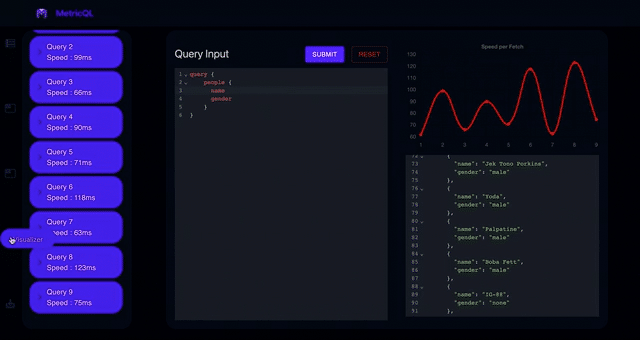 MetricQL
Query 2
Speed : 99ms
Query 3
Speed : 66ms
Query 4
Speed : 90ms
Query 5
Speed : 71ms
Query 6
Speed : 118ms
Query 7
Speed : 63ms
Visualizer
Query 8
Speed : 123ms
Query 9
Speed : 75ms
Query Input
SUBMIT
RESET
1 query {
2 people {
3 name
4 gender
5 }
6 }
Speed per Fetch
130
120
110
100
90
80
70
60
1 2 3 4 5 6 7 8 9
72 {
73 "name": "Jek Tono Porkins",
74 "gender": "male"
75 },
76 {
77 "name": "Yoda",
78 "gender": "male"
79 },
80 {
81 "name": "Palpatine",
82 "gender": "male"
83 },
84 {
85 "name": "Boba Fett",
86 "gender": "male"
87 },
88 {
89 "name": "IG-88",
90 "gender": "none"
91 },